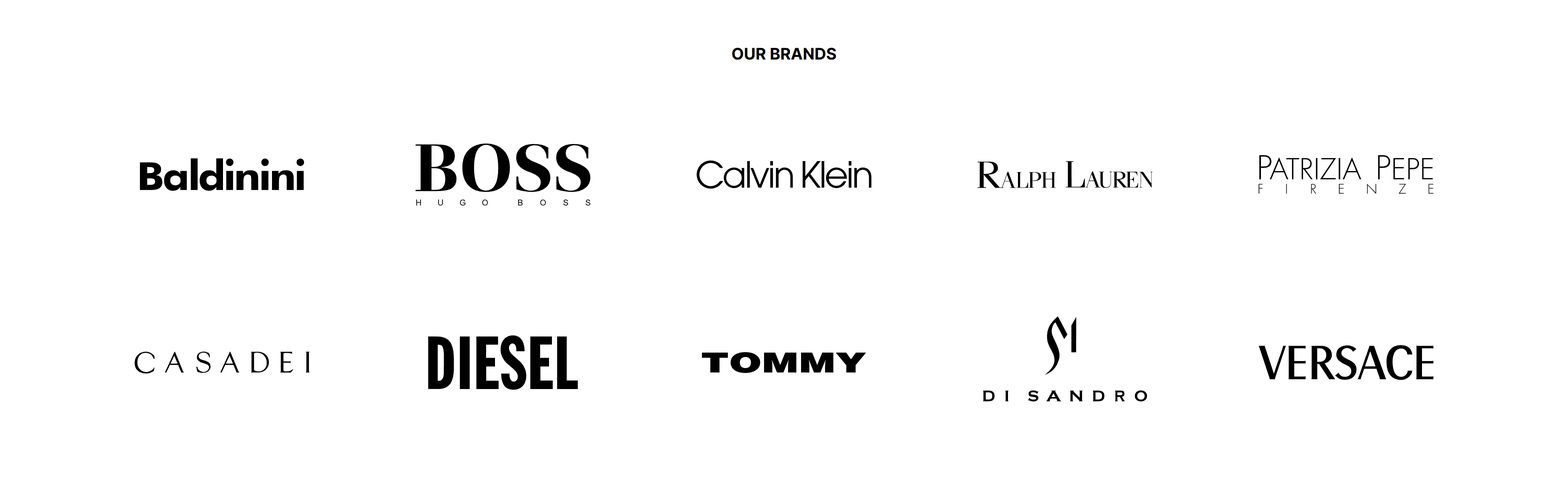 OUR BRANDS
Baldinini
BOSS
HUGO BOSS
Calvin Klein
RALPH LAUREN
PATRIZIA PEPE
FIRENZE
CASADEI
DIESEL
TOMMY
DI SANDRO
VERSACE